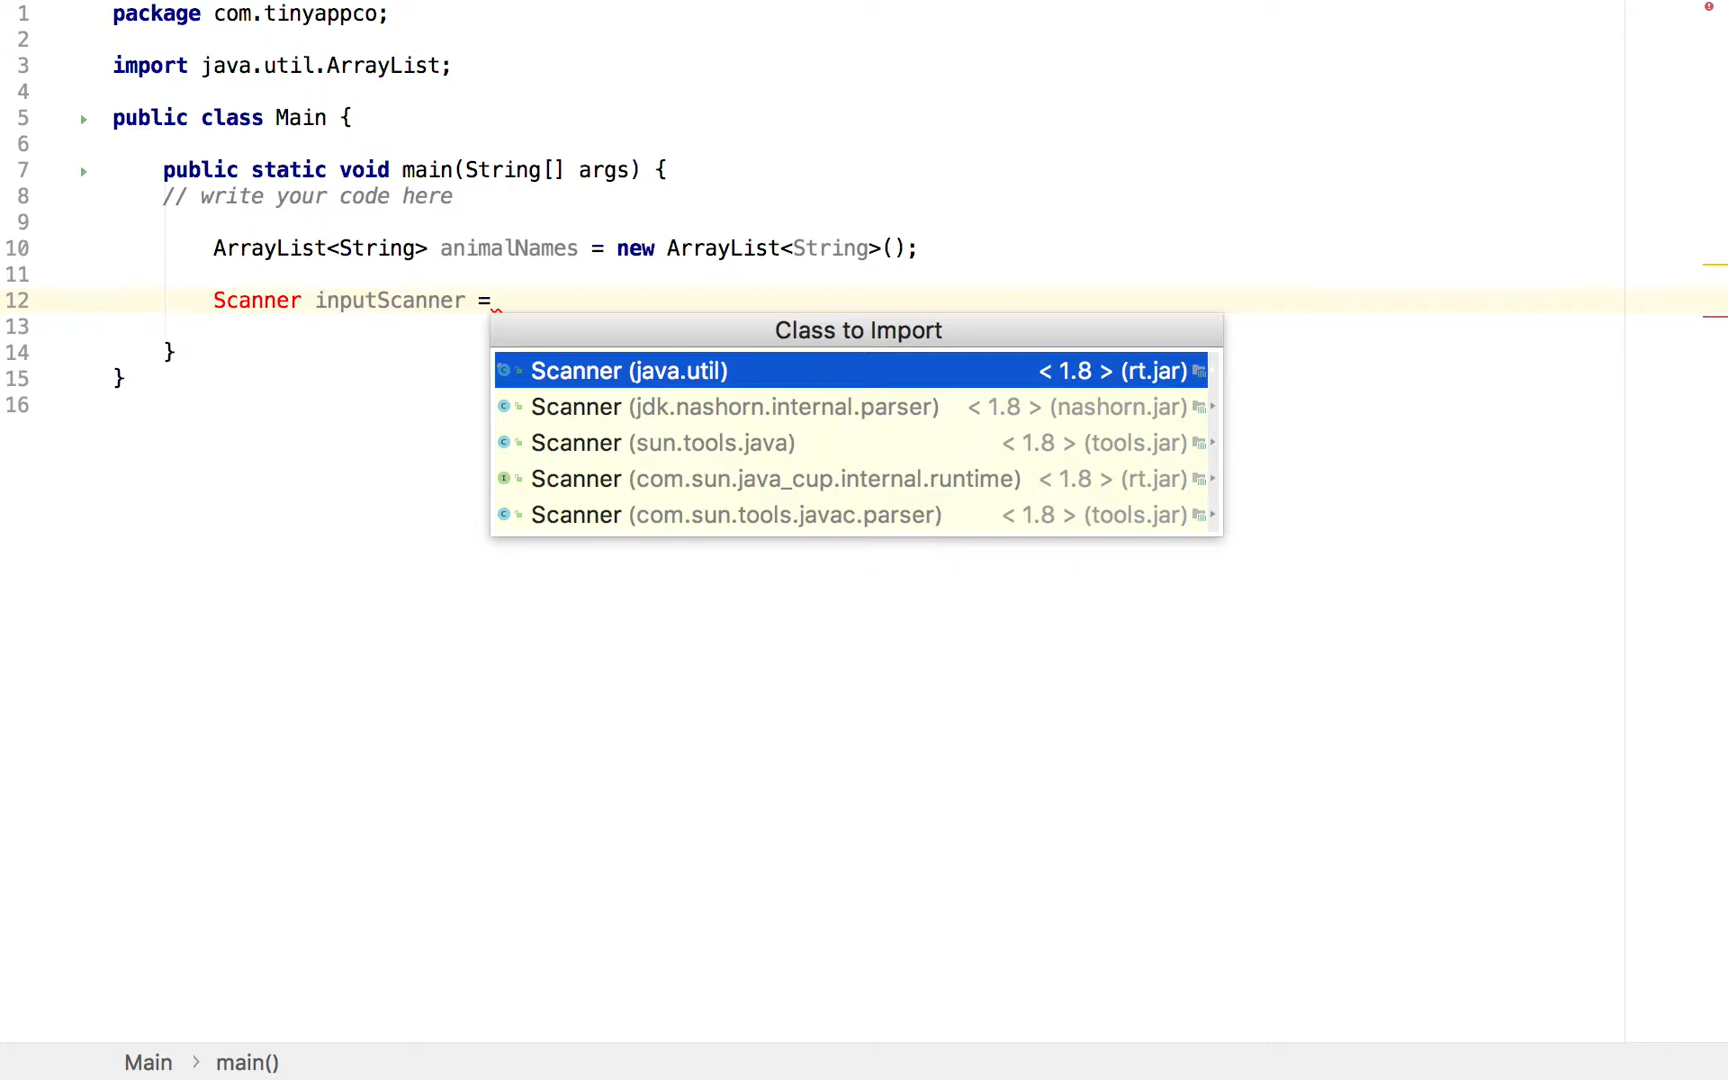 1 package com.tinyappco;
2
3 import java.util.ArrayList;
4
5 public class Main {
6
7 public static void main(String[] args) {
8 // write your code here
9
10 ArrayList<String> animalNames = new ArrayList<String>();
11
12 Scanner inputScanner =
13
14 }
15 }
16
Class to Import
Scanner (java.util) < 1.8 > (rt.jar)
Scanner (jdk.nashorn.internal.parser) < 1.8 > (nashorn.jar)
Scanner (sun.tools.java) < 1.8 > (tools.jar)
Scanner (com.sun.java_cup.internal.runtime) < 1.8 > (rt.jar)
Scanner (com.sun.tools.javac.parser) < 1.8 > (tools.jar)
Main > main()